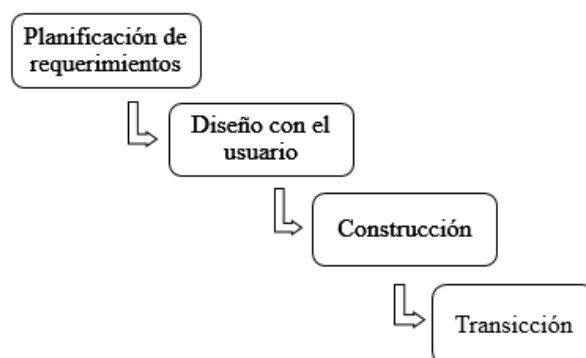 Planificación de
requerimientos
Diseño con el
usuario
Construcción
Transicción